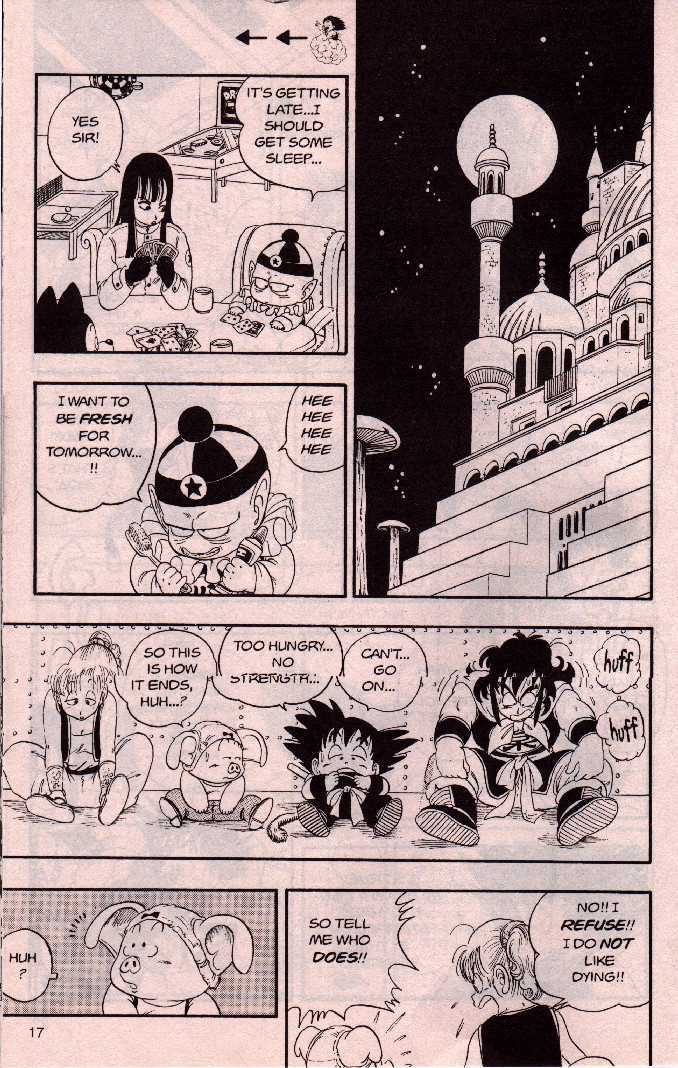 IT'S GETTING
LATE...I
SHOULD
GET SOME
SLEEP...
YES
SIR!
HEE
HEE
HEE
HEE
I WANT TO
BE FRESH
FOR
TOMORROW...
!!
huff
huff
CAN'T...
GO
ON...
TOO HUNGRY...
NO
STRENGTH...
SO THIS
IS HOW
IT ENDS,
HUH...?
NO!! I
REFUSE!!
I DO NOT
LIKE
DYING!!
SO TELL
ME WHO
DOES!!
HUH
?
17